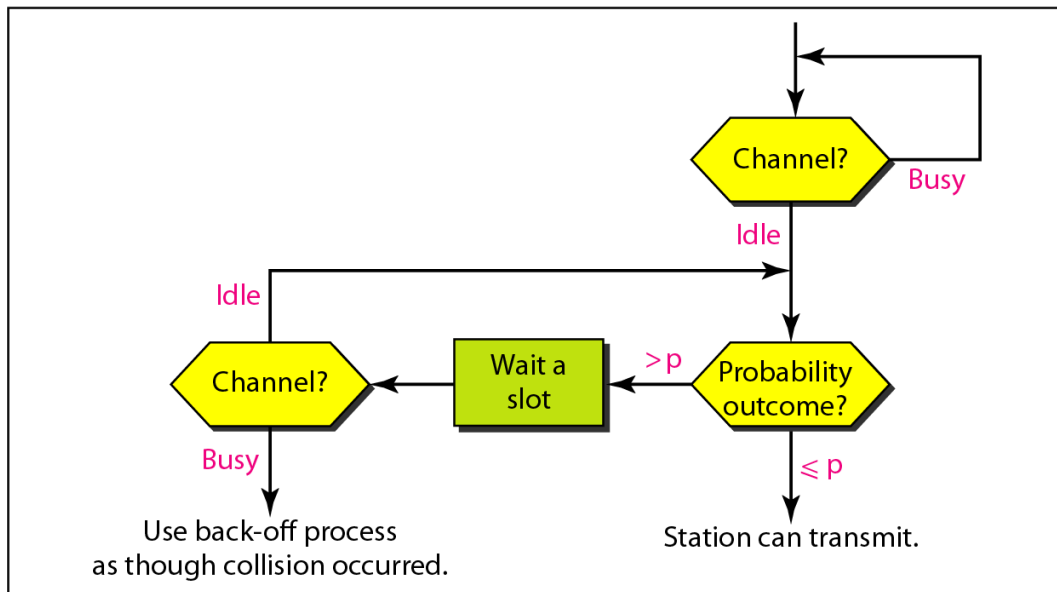 Channel?
Busy
Idle
Idle
Channel?
Wait a
slot
> p
Probability
outcome?
Busy
⩽ p
Use back-off process
as though collision occurred.
Station can transmit.